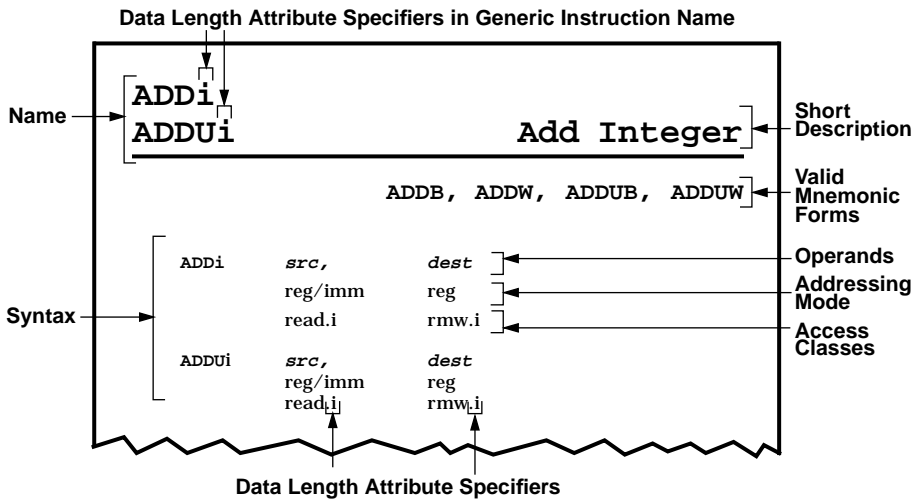 Data Length Attribute Specifiers in Generic Instruction Name
ADDi
Name
ADDUi
Add Integer
Short
Description
ADDB, ADDW, ADDUB, ADDUW
Valid
Mnemonic
Forms
Syntax
ADDi src, dest
Operands
reg/imm reg
Addressing
Mode
read.i rmw.i
Access
Classes
ADDUi src, dest
reg/imm reg
read.i rmw.i
Data Length Attribute Specifiers